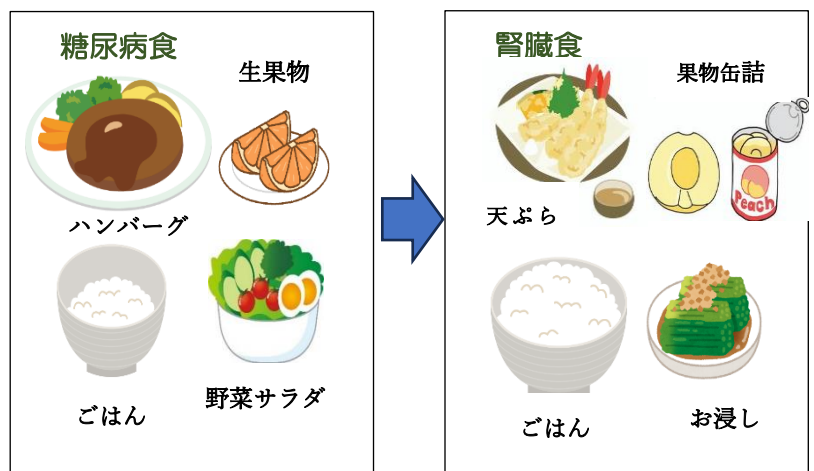 糖尿病食
生果物
ハンバーグ
ごはん
野菜サラダ
腎臓食
果物缶詰
Peach
天ぷら
ごはん
お浸し